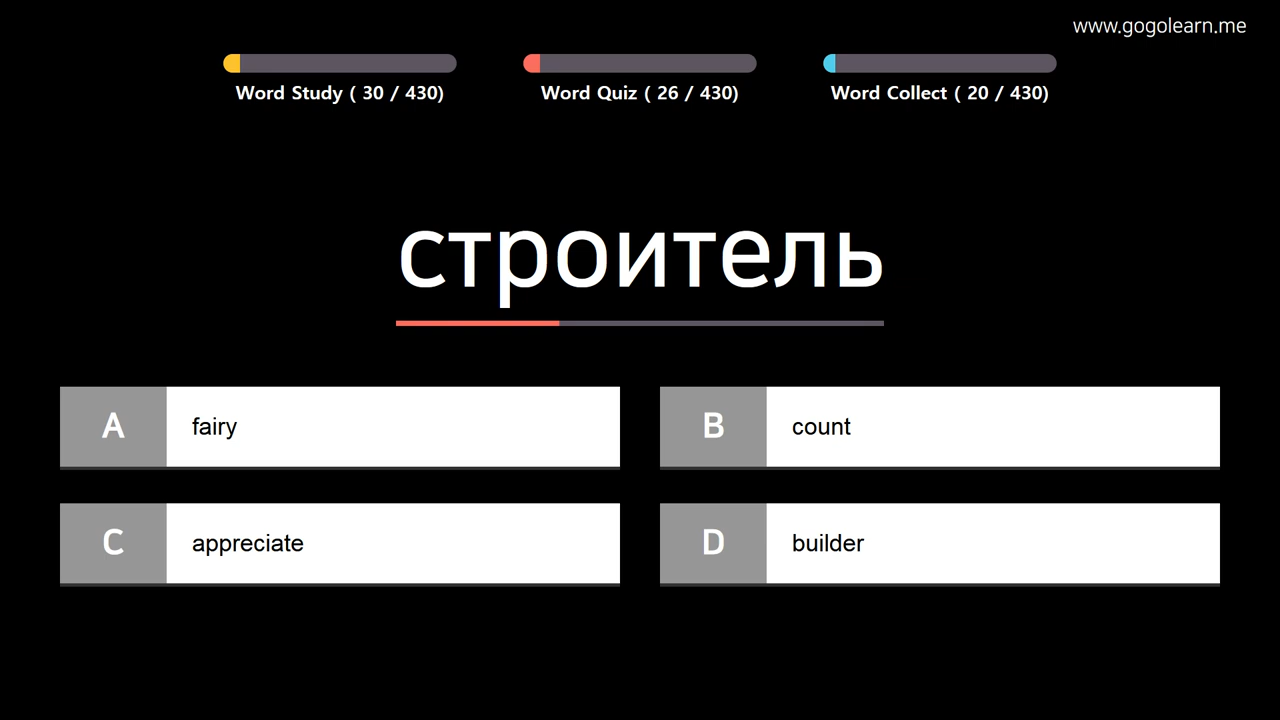 www.gogolearn.me
Word Study ( 30 / 430)
Word Quiz ( 26 / 430)
Word Collect ( 20 / 430)
строитель
A fairy
B count
C appreciate
D builder